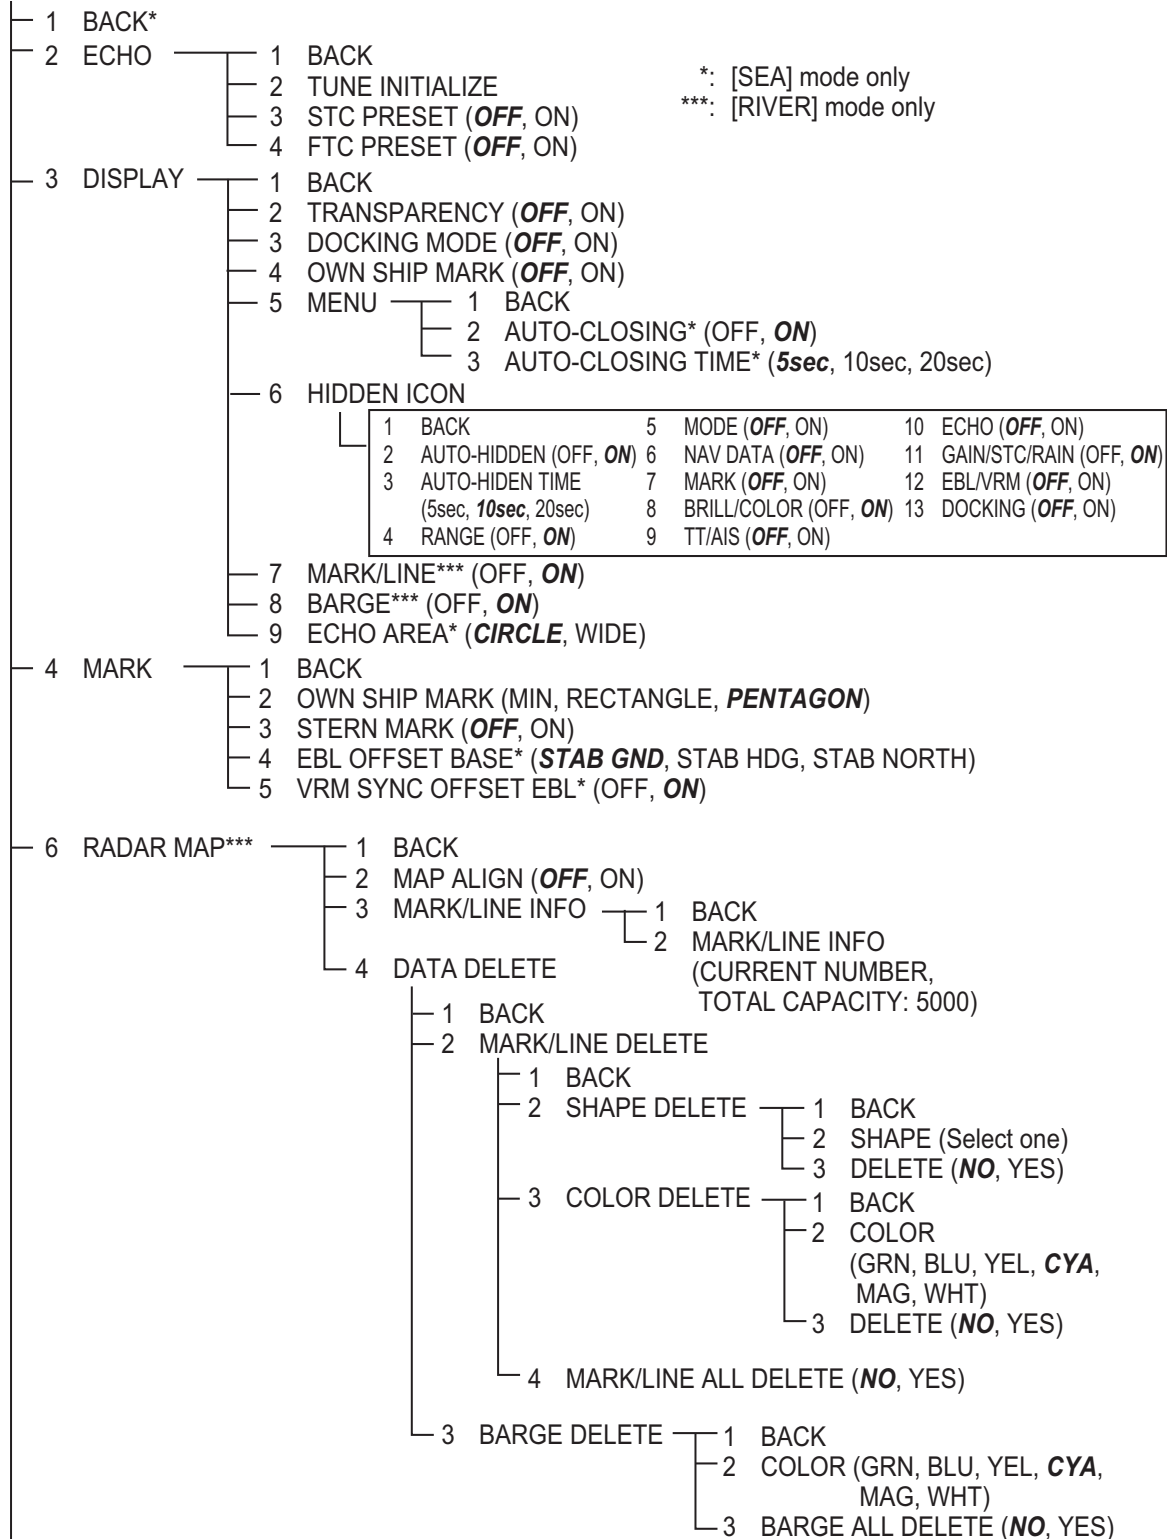 1 BACK*
2 ECHO
1 BACK
2 TUNE INITIALIZE
3 STC PRESET (OFF, ON)
4 FTC PRESET (OFF, ON)
*: [SEA] mode only
***: [RIVER] mode only
3 DISPLAY
1 BACK
2 TRANSPARENCY (OFF, ON)
3 DOCKING MODE (OFF, ON)
4 OWN SHIP MARK (OFF, ON)
5 MENU
1 BACK
2 AUTO-CLOSING* (OFF, ON)
3 AUTO-CLOSING TIME* (5sec, 10sec, 20sec)
6 HIDDEN ICON
1 BACK
2 AUTO-HIDDEN (OFF, ON)
3 AUTO-HIDEN TIME
(5sec, 10sec, 20sec)
4 RANGE (OFF, ON)
5 MODE (OFF, ON)
6 NAV DATA (OFF, ON)
7 MARK (OFF, ON)
8 BRILL/COLOR (OFF, ON)
9 TT/AIS (OFF, ON)
10 ECHO (OFF, ON)
11 GAIN/STC/RAIN (OFF, ON)
12 EBL/VRM (OFF, ON)
13 DOCKING (OFF, ON)
7 MARK/LINE*** (OFF, ON)
8 BARGE*** (OFF, ON)
9 ECHO AREA* (CIRCLE, WIDE)
4 MARK
1 BACK
2 OWN SHIP MARK (MIN, RECTANGLE, PENTAGON)
3 STERN MARK (OFF, ON)
4 EBL OFFSET BASE* (STAB GND, STAB HDG, STAB NORTH)
5 VRM SYNC OFFSET EBL* (OFF, ON)
6 RADAR MAP***
1 BACK
2 MAP ALIGN (OFF, ON)
3 MARK/LINE INFO
1 BACK
2 MARK/LINE INFO
(CURRENT NUMBER,
TOTAL CAPACITY: 5000)
4 DATA DELETE
1 BACK
2 MARK/LINE DELETE
1 BACK
2 SHAPE DELETE
1 BACK
2 SHAPE (Select one)
3 DELETE (NO, YES)
3 COLOR DELETE
1 BACK
2 COLOR
(GRN, BLU, YEL, CYA,
MAG, WHT)
3 DELETE (NO, YES)
4 MARK/LINE ALL DELETE (NO, YES)
3 BARGE DELETE
1 BACK
2 COLOR (GRN, BLU, YEL, CYA,
MAG, WHT)
3 BARGE ALL DELETE (NO, YES)